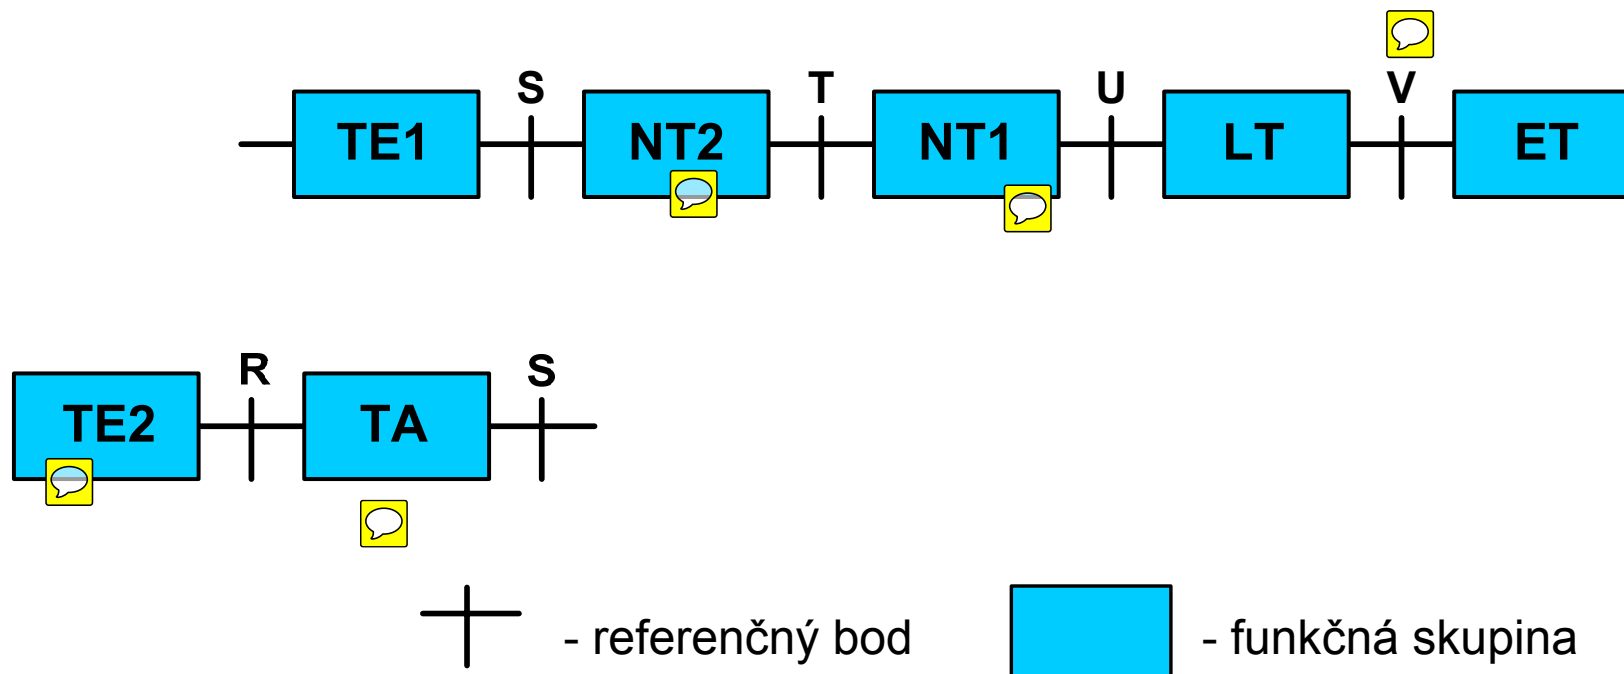 S T U V
TE1 NT2 NT1 LT ET
R S
TE2 TA
- referenčný bod - funkčná skupina